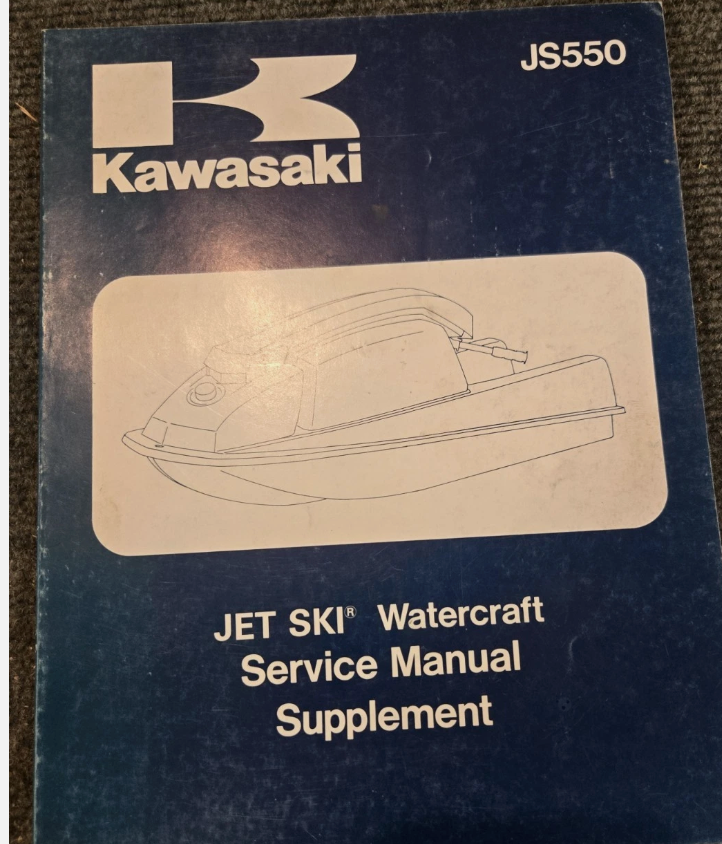 JS550
Kawasaki
JET SKI® Watercraft
Service Manual
Supplement